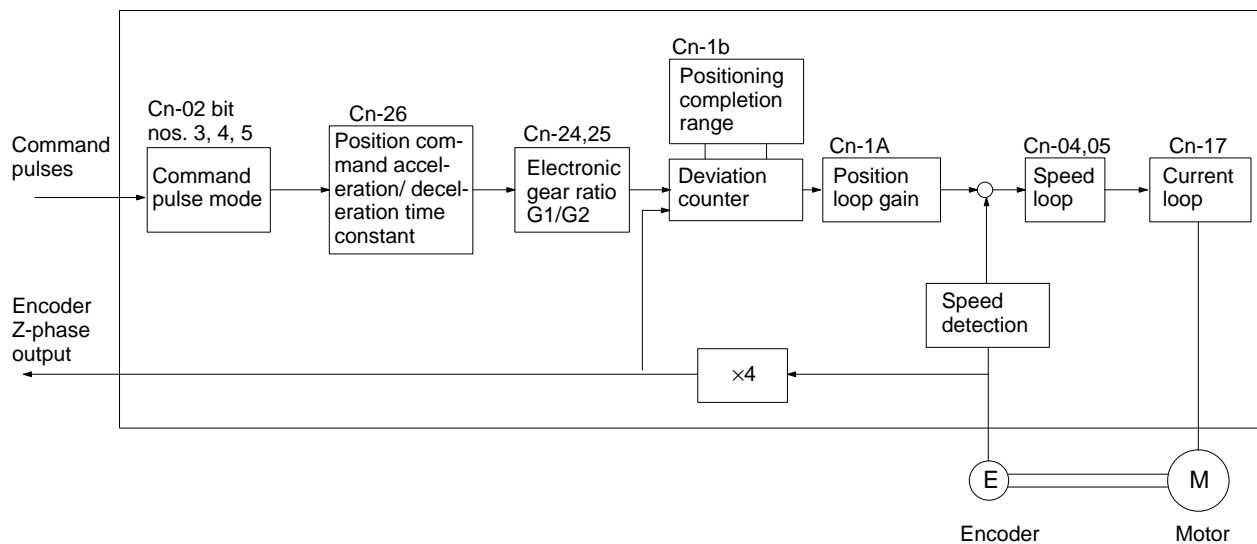 Cn-1b
Positioning
completion
range
Cn-02 bit
nos. 3, 4, 5
Cn-26
Cn-24,25
Cn-1A
Cn-04,05
Cn-17
Command
pulses
Command
pulse mode
Position com-
mand accel-
eration/ decel-
eration time
constant
Electronic
gear ratio
G1/G2
Deviation
counter
Position
loop gain
Speed
loop
Current
loop
Encoder
Z-phase
output
Speed
detection
×4
E
M
Encoder
Motor